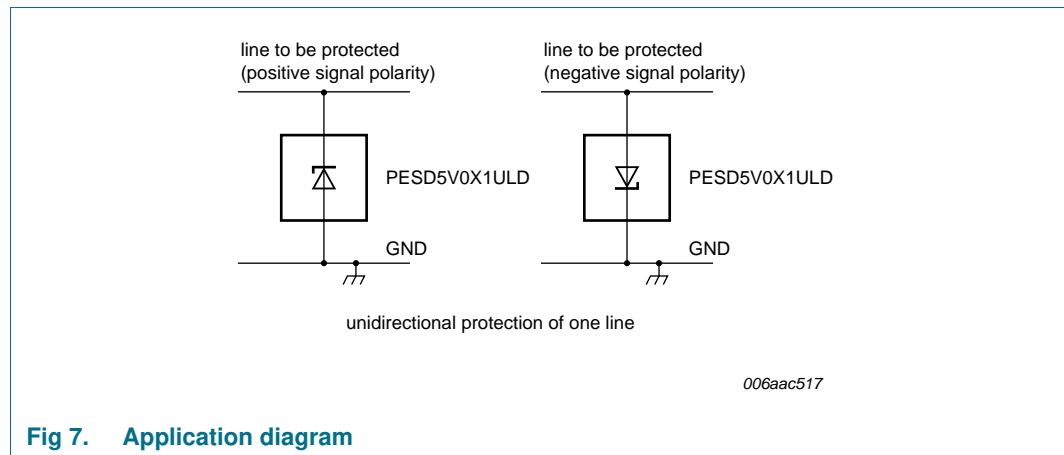 line to be protected
(positive signal polarity)
line to be protected
(negative signal polarity)
PESD5V0X1ULD
PESD5V0X1ULD
GND
GND
unidirectional protection of one line
006aac517
Fig 7. Application diagram